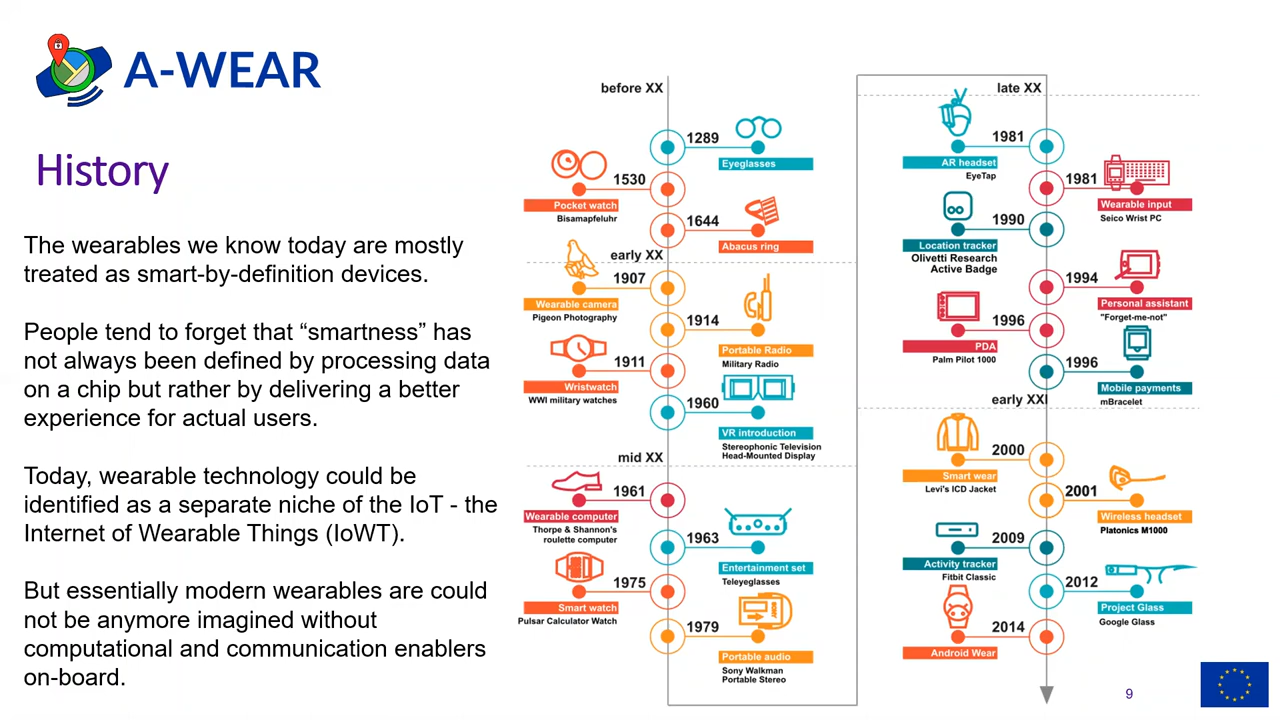 A-WEAR
History
The wearables we know today are mostly
treated as smart-by-definition devices.
People tend to forget that “smartness” has
not always been defined by processing data
on a chip but rather by delivering a better
experience for actual users.
Today, wearable technology could be
identified as a separate niche of the IoT - the
Internet of Wearable Things (IoWT).
But essentially modern wearables are could
not be anymore imagined without
computational and communication enablers
on-board.
before XX
1289
Eyeglasses
1530
Pocket watch
Bisamapfeluhr
1644
Abacus ring
early XX
1907
Wearable camera
Pigeon Photography
1914
Portable Radio
Military Radio
1911
Wristwatch
WWI military watches
1960
VR introduction
Stereophonic Television
Head-Mounted Display
mid XX
1961
Wearable computer
Thorpe & Shannon's
roulette computer
1963
Entertainment set
Teleyeglasses
1975
Smart watch
Pulsar Calculator Watch
1979
Portable audio
Sony Walkman
Portable Stereo
late XX
1981
AR headset
EyeTap
1981
Wearable input
Seico Wrist PC
1990
Location tracker
Olivetti Research
Active Badge
1994
Personal assistant
"Forget-me-not"
1996
PDA
Palm Pilot 1000
1996
Mobile payments
mBracelet
early XXI
2000
Smart wear
Levi's ICD Jacket
2001
Wireless headset
Platonics M1000
2009
Activity tracker
Fitbit Classic
2012
Project Glass
Google Glass
2014
Android Wear
9